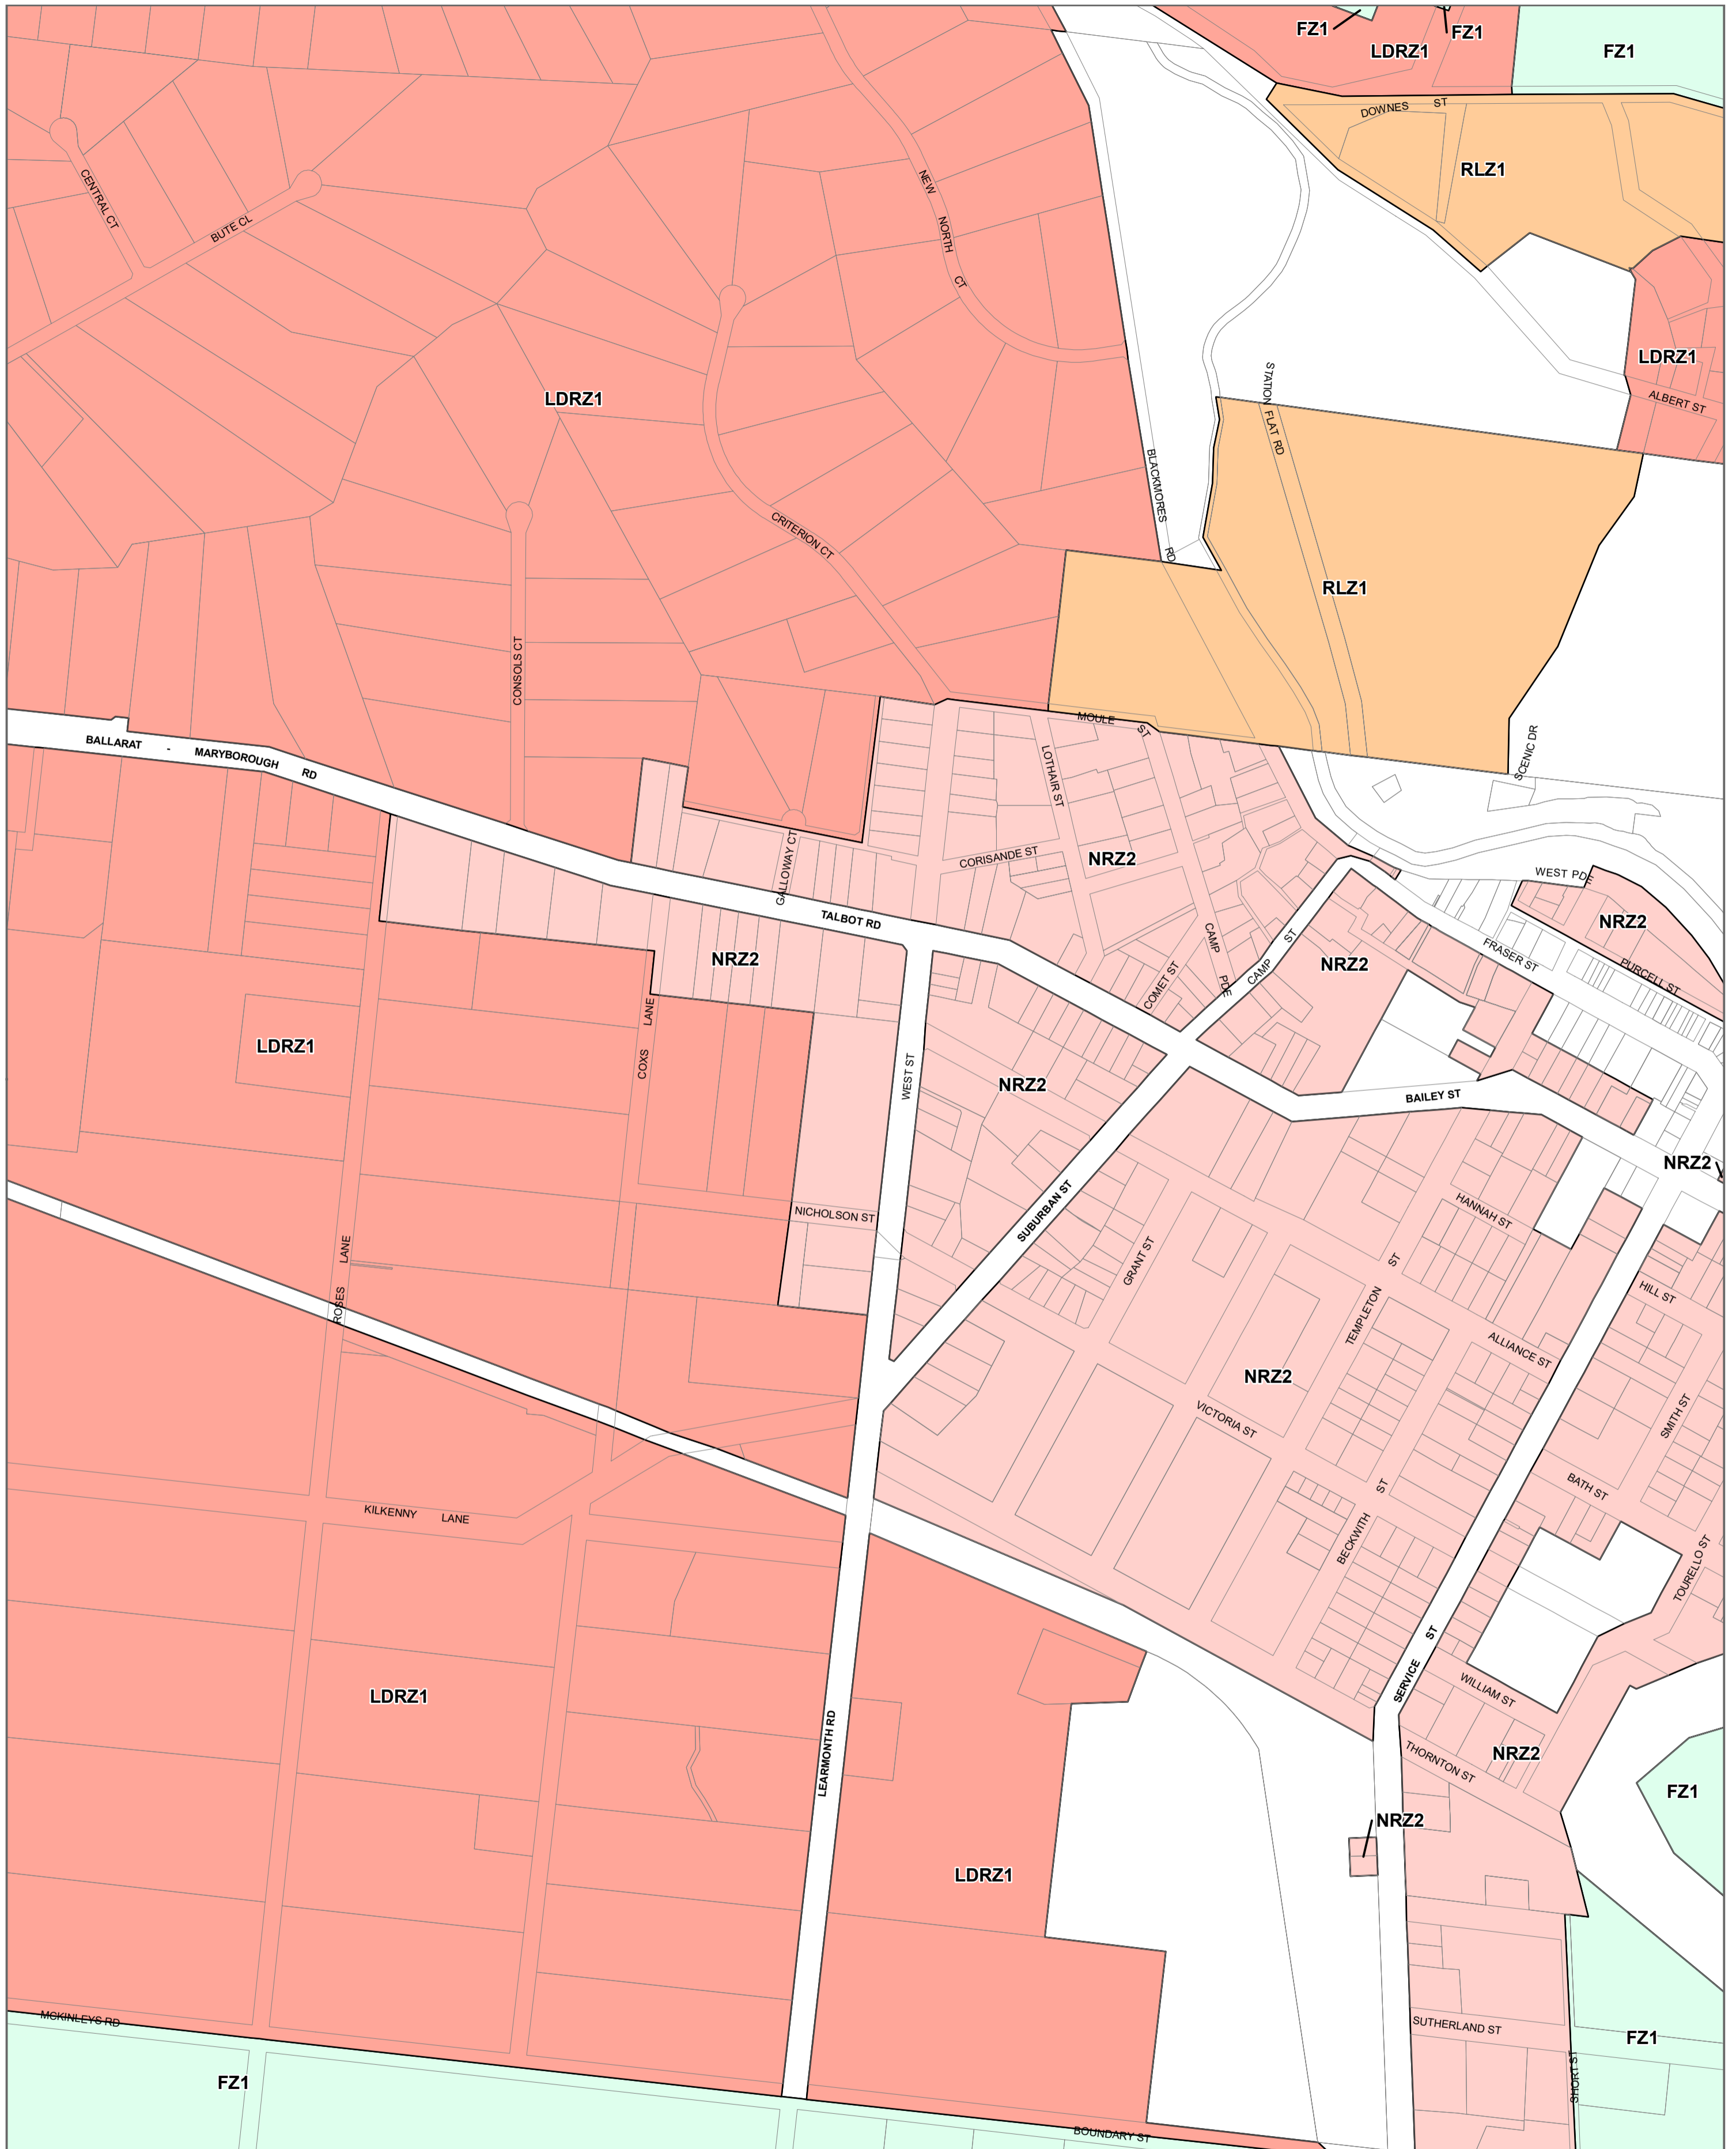 FZ1
LDRZ1
FZ1
FZ1
DOWNES ST
RLZ1
CENTRAL CT
BUTE CL
NEW NORTH CT
LDRZ1
ALBERT ST
LDRZ1
STATION FLAT RD
BLACKMORES RD
CRITERION CT
RLZ1
CONSOLS CT
MOULE ST
BALLARAT - MARYBOROUGH RD
LOTHAIR ST
SCENIC DR
CORISANDE ST
NRZ2
GALLOWAY CT
WEST PDE
TALBOT RD
NRZ2
NRZ2
CAMP PDE
CAMP ST
NRZ2
FRASER ST
PURCELL ST
COMET ST
LANE
COXS
LDRZ1
WEST ST
NRZ2
BAILEY ST
NRZ2
NICHOLSON ST
SUBURBAN ST
HANNAH ST
GRANT ST
ROSES LANE
HILL ST
TEMPLETON ST
ALLIANCE ST
NRZ2
VICTORIA ST
SMITH ST
BATH ST
KILKENNY LANE
BECKWITH ST
TOURELLO ST
LDRZ1
LEARMONTH RD
SERVICE ST
WILLIAM ST
THORNTON ST
NRZ2
FZ1
NRZ2
LDRZ1
MCKINLEYS RD
SUTHERLAND ST
FZ1
FZ1
SHORT ST
BOUNDARY ST